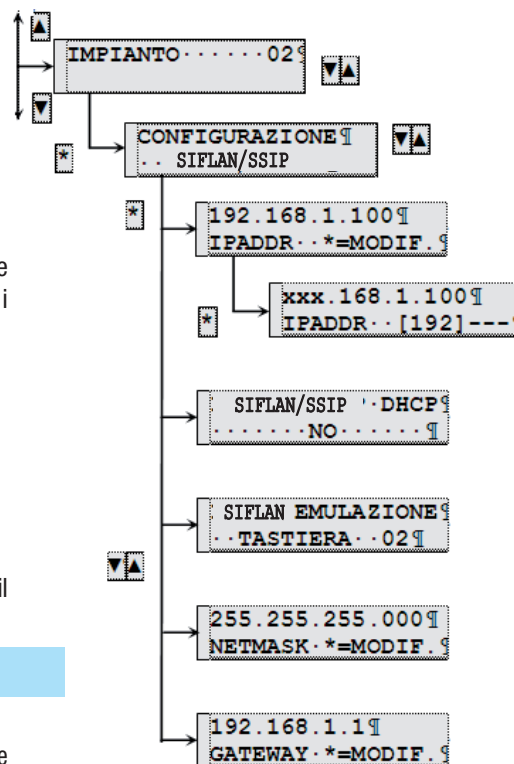 ▲
IMPIANTO······02¶
▼▲
▼
CONFIGURAZIONE¶
.. SIFLAN/SSIP _
▼▲
*
*
192.168.1.100¶
IPADDR··*=MODIF.¶
e
i
xxx.168.1.100¶
IPADDR··[192]---
*
SIFLAN/SSIP ··DHCP¶
·······NO······¶
SIFLAN EMULAZIONE¶
··TASTIERA··02¶
▼▲
il
255.255.255.000¶
NETMASK·*=MODIF.¶
192.168.1.1¶
GATEWAY·*=MODIF.¶
e